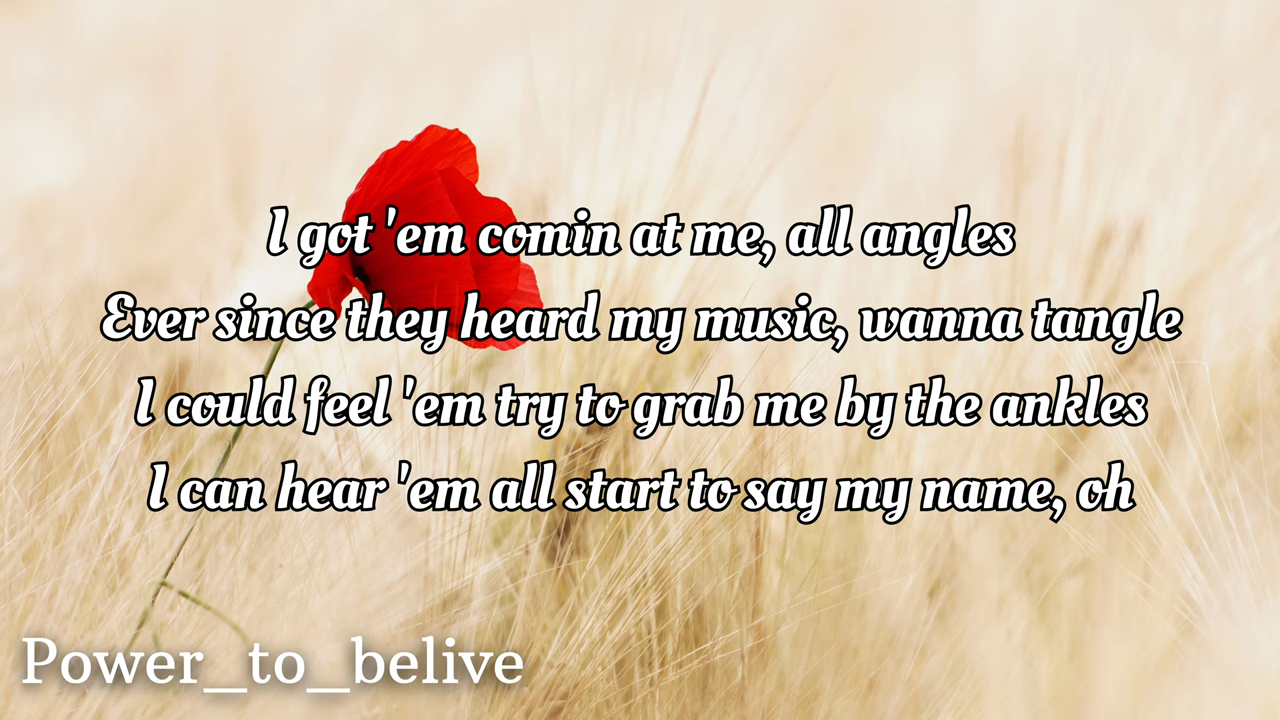 I got 'em comin at me, all angles
Ever since they heard my music, wanna tangle
I could feel 'em try to grab me by the ankles
I can hear 'em all start to say my name, oh
Power_to_belive